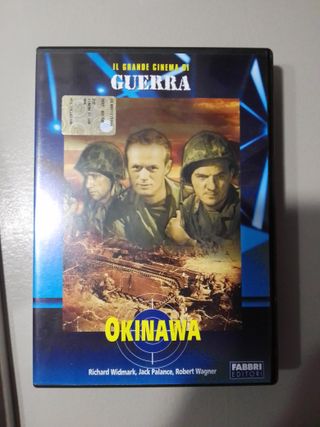 IL GRANDE CINEMA DI
GUERRA
OKINAWA
Richard Widmark, Jack Palance, Robert Wagner
FABBRI
EDITORI